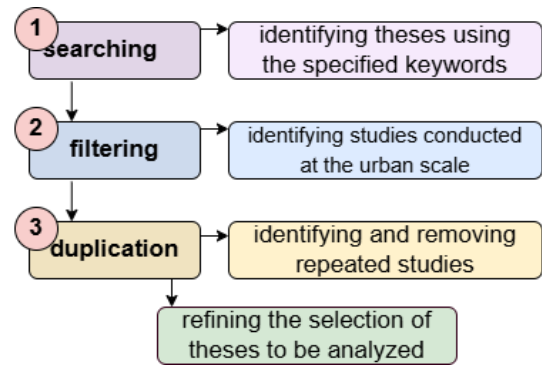 1
searching
identifying theses using
the specified keywords
2
filtering
identifying studies conducted
at the urban scale
3
duplication
identifying and removing
repeated studies
refining the selection of
theses to be analyzed